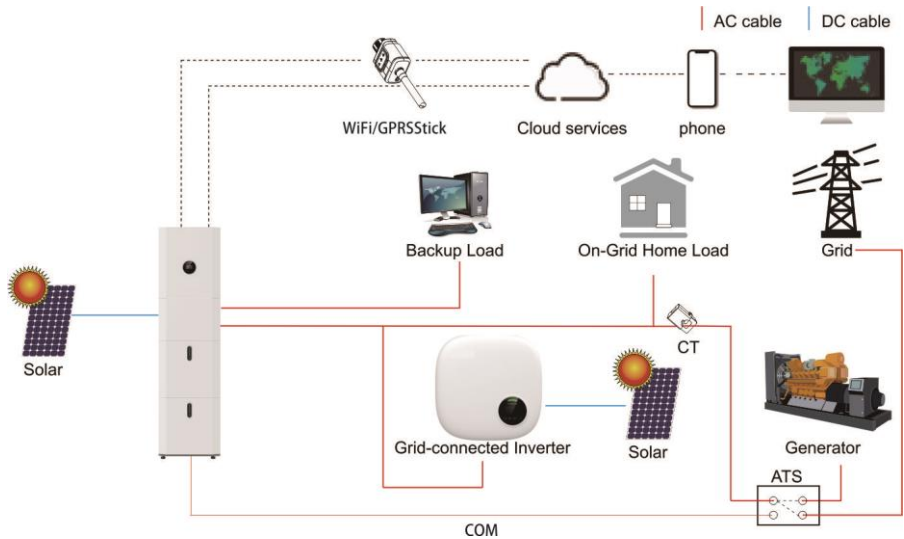 AC cable
DC cable
WiFi/GPRSStick
Cloud services
phone
Backup Load
On-Grid Home Load
Grid
Solar
CT
Grid-connected Inverter
Solar
Generator
ATS
COM